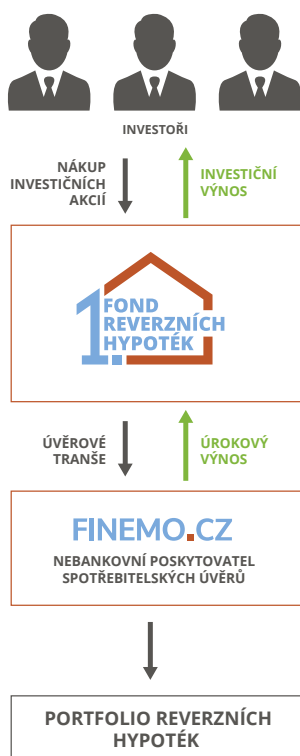 INVESTOŘI
NÁKUP
INVESTIČNÍCH
AKCIÍ
INVESTIČNÍ
VÝNOS
1.
FOND
REVERZNÍCH
HYPOTÉK
ÚVĚROVÉ
TRANŠE
ÚROKOVÝ
VÝNOS
FINEMO.CZ
NEBANKOVNÍ POSKYTOVATEL
SPOTŘEBITELSKÝCH ÚVĚRŮ
PORTFOLIO REVERZNÍCH
HYPOTÉK